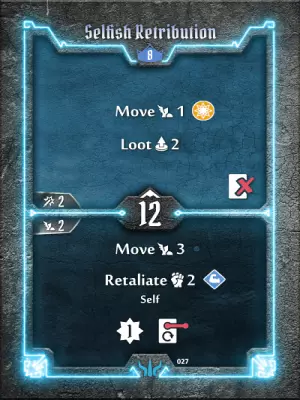 Selfish Retribution
8
Move 1
Loot 2
2
12
2
Move 3
Retaliate 2
Self
1
027